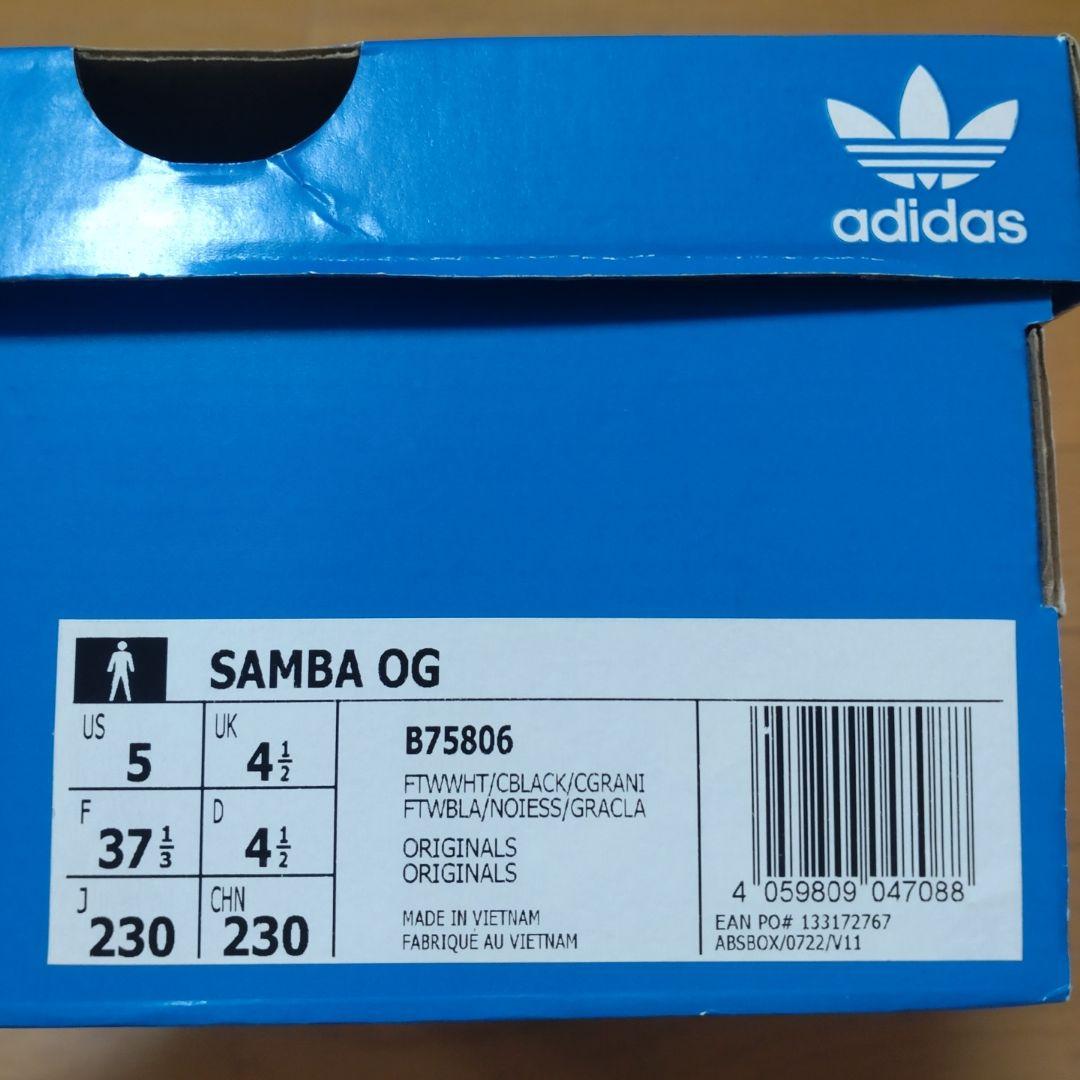 adidas
SAMBA OG
US 5
UK 4 1/2
F 37 1/3
D 4 1/2
J 230
CHN 230
B75806
FTWWHT/CBLACK/CGRANI
FTWBLA/NOIESS/GRACLA
ORIGINALS
ORIGINALS
MADE IN VIETNAM
FABRIQUÉ AU VIETNAM
4 059809 047088
EAN PO# 133172767
ABSBOX/0722/V11